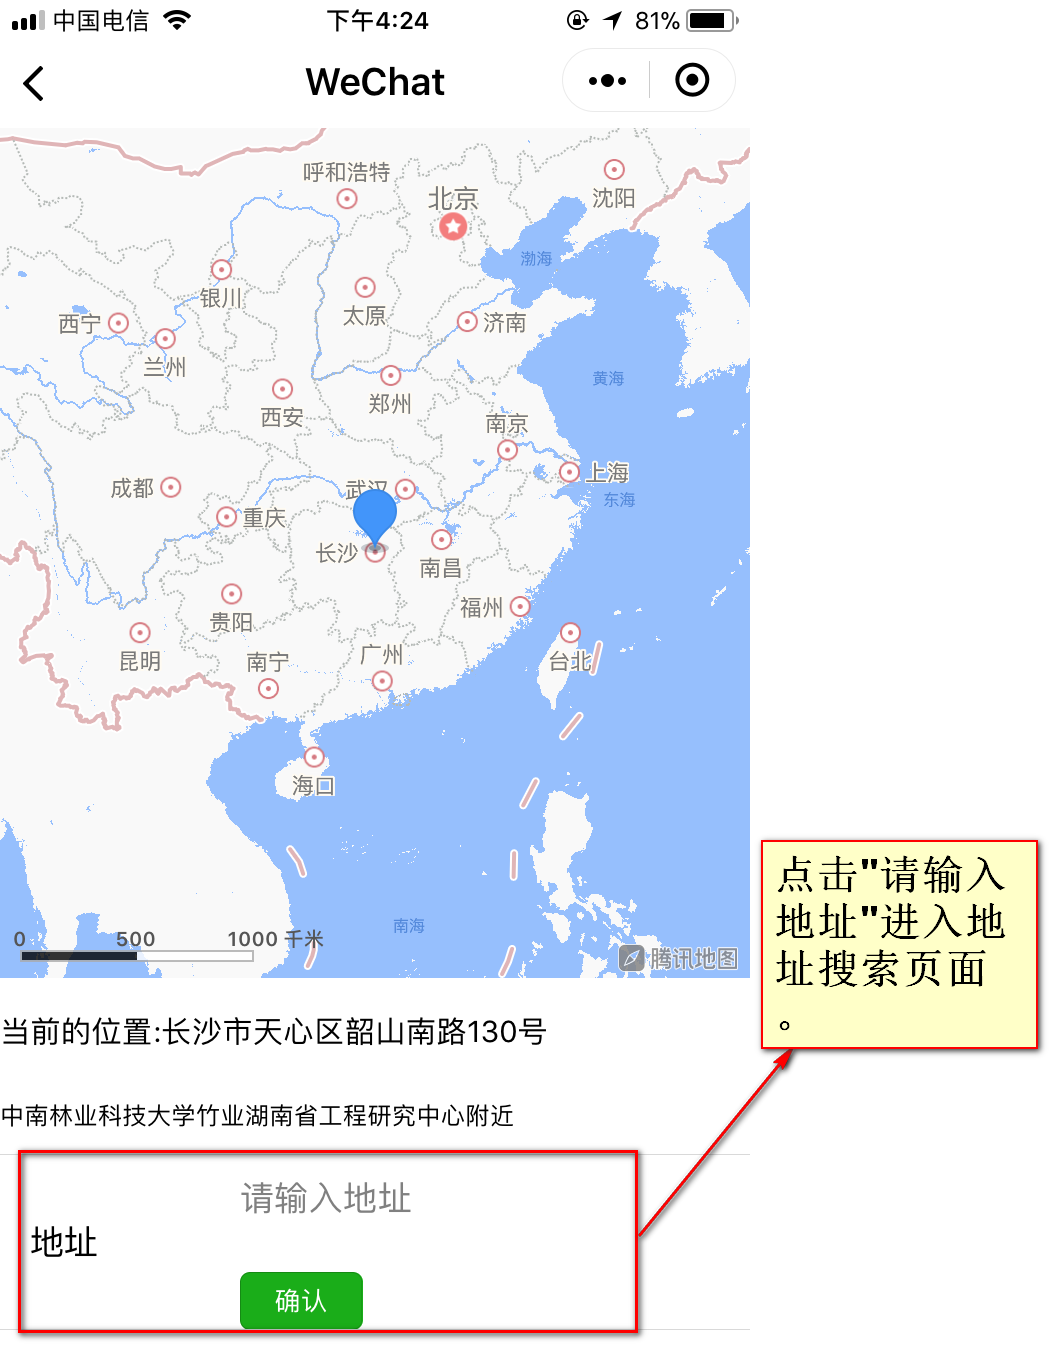 中国电信 下午4:24 81%
WeChat
呼和浩特
北京
沈阳
渤海
银川
太原
西宁
济南
兰州
黄海
西安
郑州
南京
上海
成都
武汉
东海
重庆
长沙
南昌
贵阳
福州
昆明
南宁
广州
台北
海口
南海
0 500 1000 千米
腾讯地图
点击"请输入
地址"进入地
址搜索页面
。
当前的位置:长沙市天心区韶山南路130号
中南林业科技大学竹业湖南省工程研究中心附近
请输入地址
地址
确认